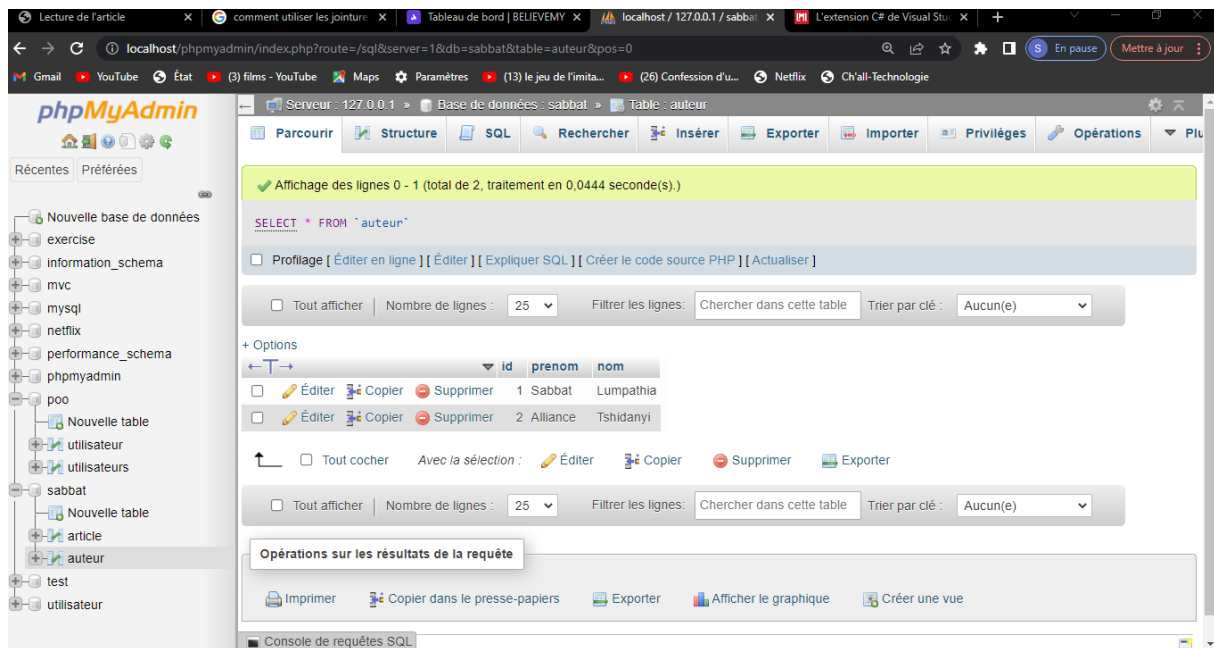 Lecture de l'article
comment utiliser les jointure
Tableau de bord | BELIEVEMY
localhost / 127.0.0.1 / sabbat
L'extension C# de Visual Stud
localhost/phpmyadmin/index.php?route=/sql&server=1&db=sabbat&table=auteur&pos=0
S En pause
Mettre à jour
Gmail YouTube État (3) films - YouTube Maps Paramètres (13) le jeu de l'imita... (26) Confession d'u... Netflix Ch'all-Technologie
phpMyAdmin
Récentes Préférées
Nouvelle base de données
exercise
information_schema
mvc
mysql
netflix
performance_schema
phpmyadmin
poo
Nouvelle table
utilisateur
utilisateurs
sabbat
Nouvelle table
article
auteur
test
utilisateur
Serveur : 127.0.0.1 » Base de données : sabbat » Table : auteur
Parcourir Structure SQL Rechercher Insérer Exporter Importer Privilèges Opérations Plu
Affichage des lignes 0 - 1 (total de 2, traitement en 0,0444 seconde(s).)
SELECT * FROM `auteur`
Profilage [ Éditer en ligne ] [ Éditer ] [ Expliquer SQL ] [ Créer le code source PHP ] [ Actualiser ]
Tout afficher | Nombre de lignes : 25 Filtrer les lignes: Chercher dans cette table Trier par clé : Aucun(e)
+ Options
←T→ id prenom nom
Éditer Copier Supprimer 1 Sabbat Lumpathia
Éditer Copier Supprimer 2 Alliance Tshidanyi
Tout cocher Avec la sélection : Éditer Copier Supprimer Exporter
Tout afficher | Nombre de lignes : 25 Filtrer les lignes: Chercher dans cette table Trier par clé : Aucun(e)
Opérations sur les résultats de la requête
Imprimer Copier dans le presse-papiers Exporter Afficher le graphique Créer une vue
Console de requêtes SQL